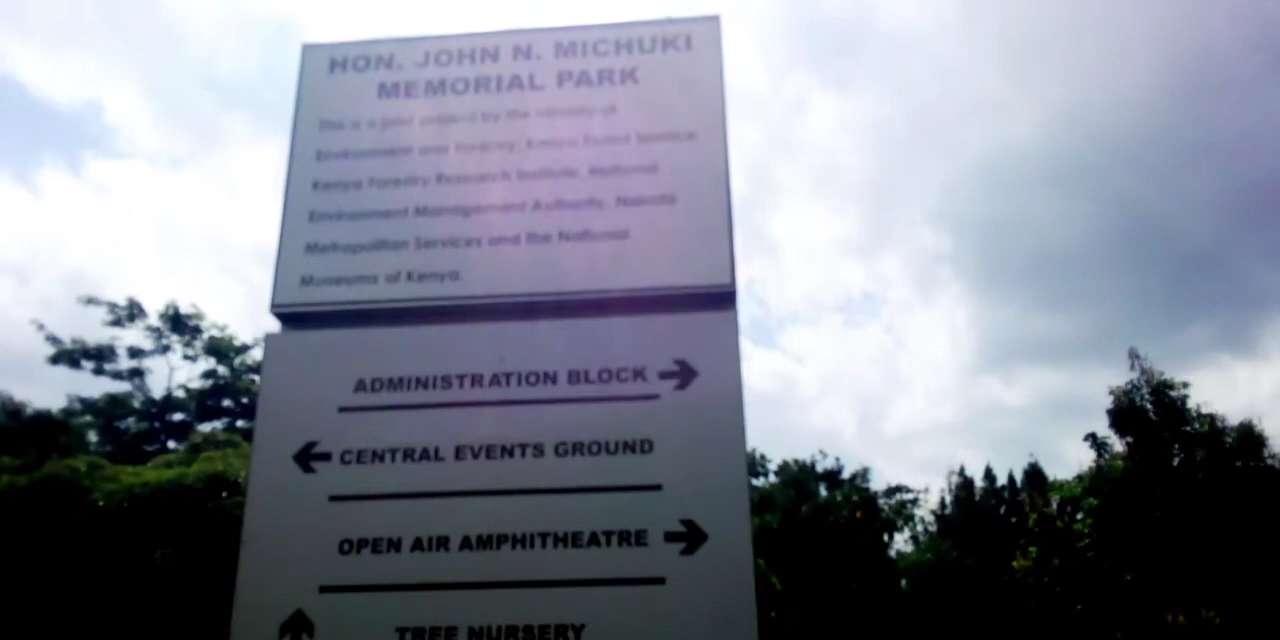 HON. JOHN N. MICHUKI
MEMORIAL PARK
This is a joint project by the Ministry of
Environment and Forestry, Kenya Forest Service
Kenya Forestry Research Institute, National
Environment Management Authority, Nairobi
Metropolitan Services and the National
Museums of Kenya.
ADMINISTRATION BLOCK
CENTRAL EVENTS GROUND
OPEN AIR AMPHITHEATRE
TREE NURSERY